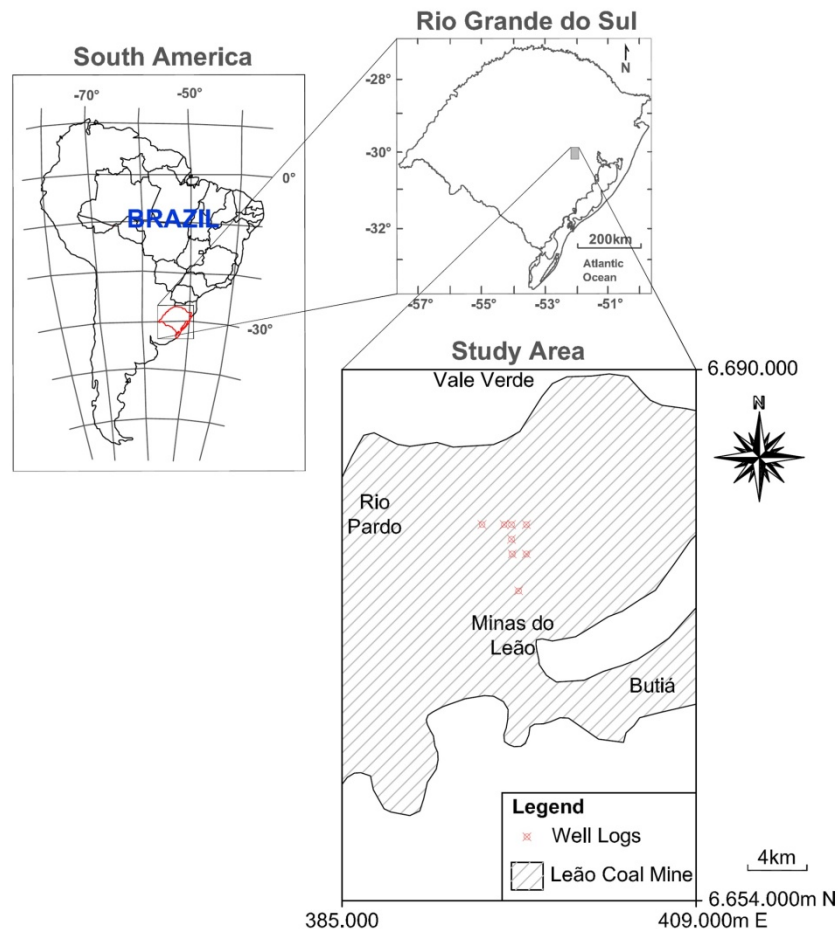 Rio Grande do Sul
South America
-70°
-50°
0°
BRAZIL
-30°
-28°
-30°
-32°
N
200km
Atlantic
Ocean
-57°
-55°
-53°
-51°
Study Area
6.690.000
Vale Verde
N
Rio
Pardo
Minas do
Leão
Butiá
Legend
Well Logs
Leão Coal Mine
4km
6.654.000m N
385.000
409.000m E